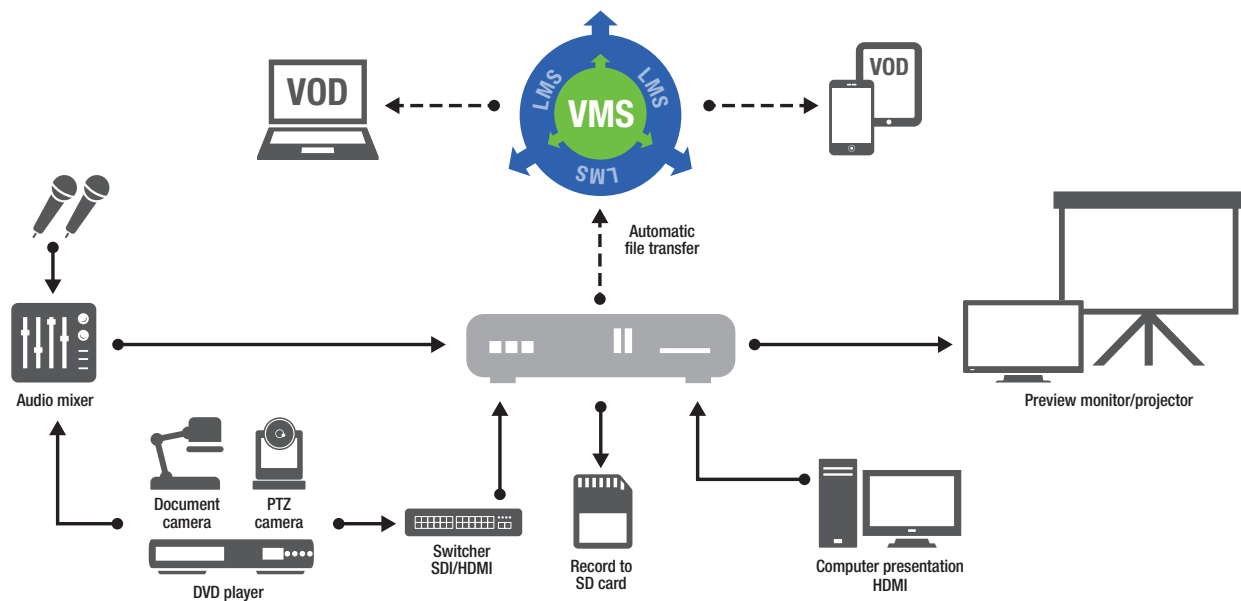 VOD
LMS
LMS
VMS
LMS
VOD
Automatic
file transfer
Audio mixer
Preview monitor/projector
Document
camera
PTZ
camera
DVD player
Switcher
SDI/HDMI
Record to
SD card
Computer presentation
HDMI